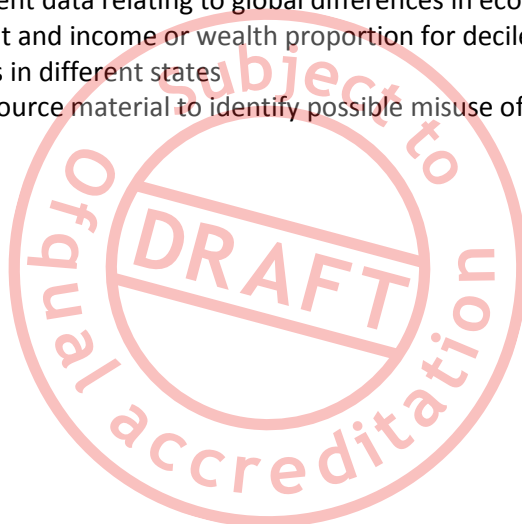 ent data relating to global differences in eco
t and income or wealth proportion for decile
s in different states
ource material to identify possible misuse of
Subject to
Ofqual accreditation
DRAFT